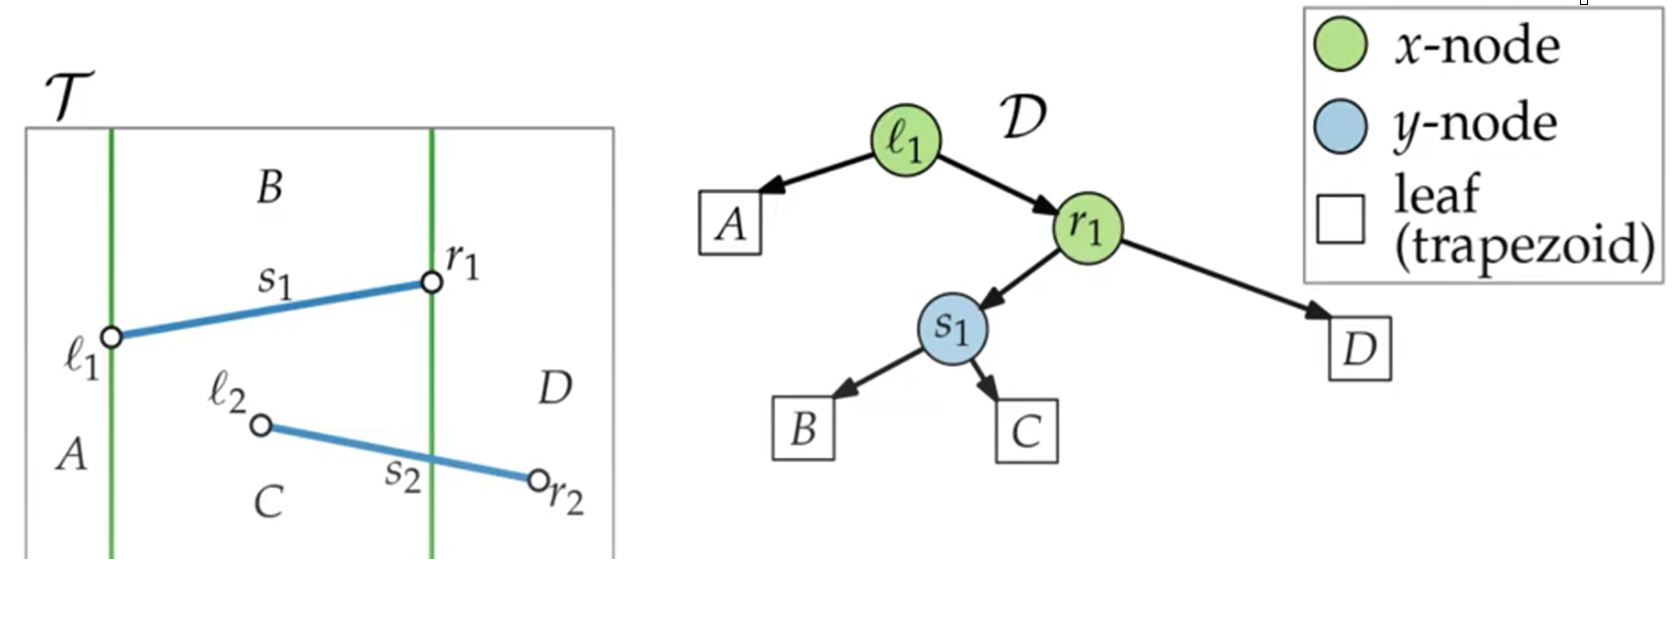 𝒯
B
s₁
r₁
ℓ₁
ℓ₂
D
A
s₂
C
r₂
ℓ₁
𝒟
A
r₁
s₁
D
B
C
x-node
y-node
leaf
(trapezoid)